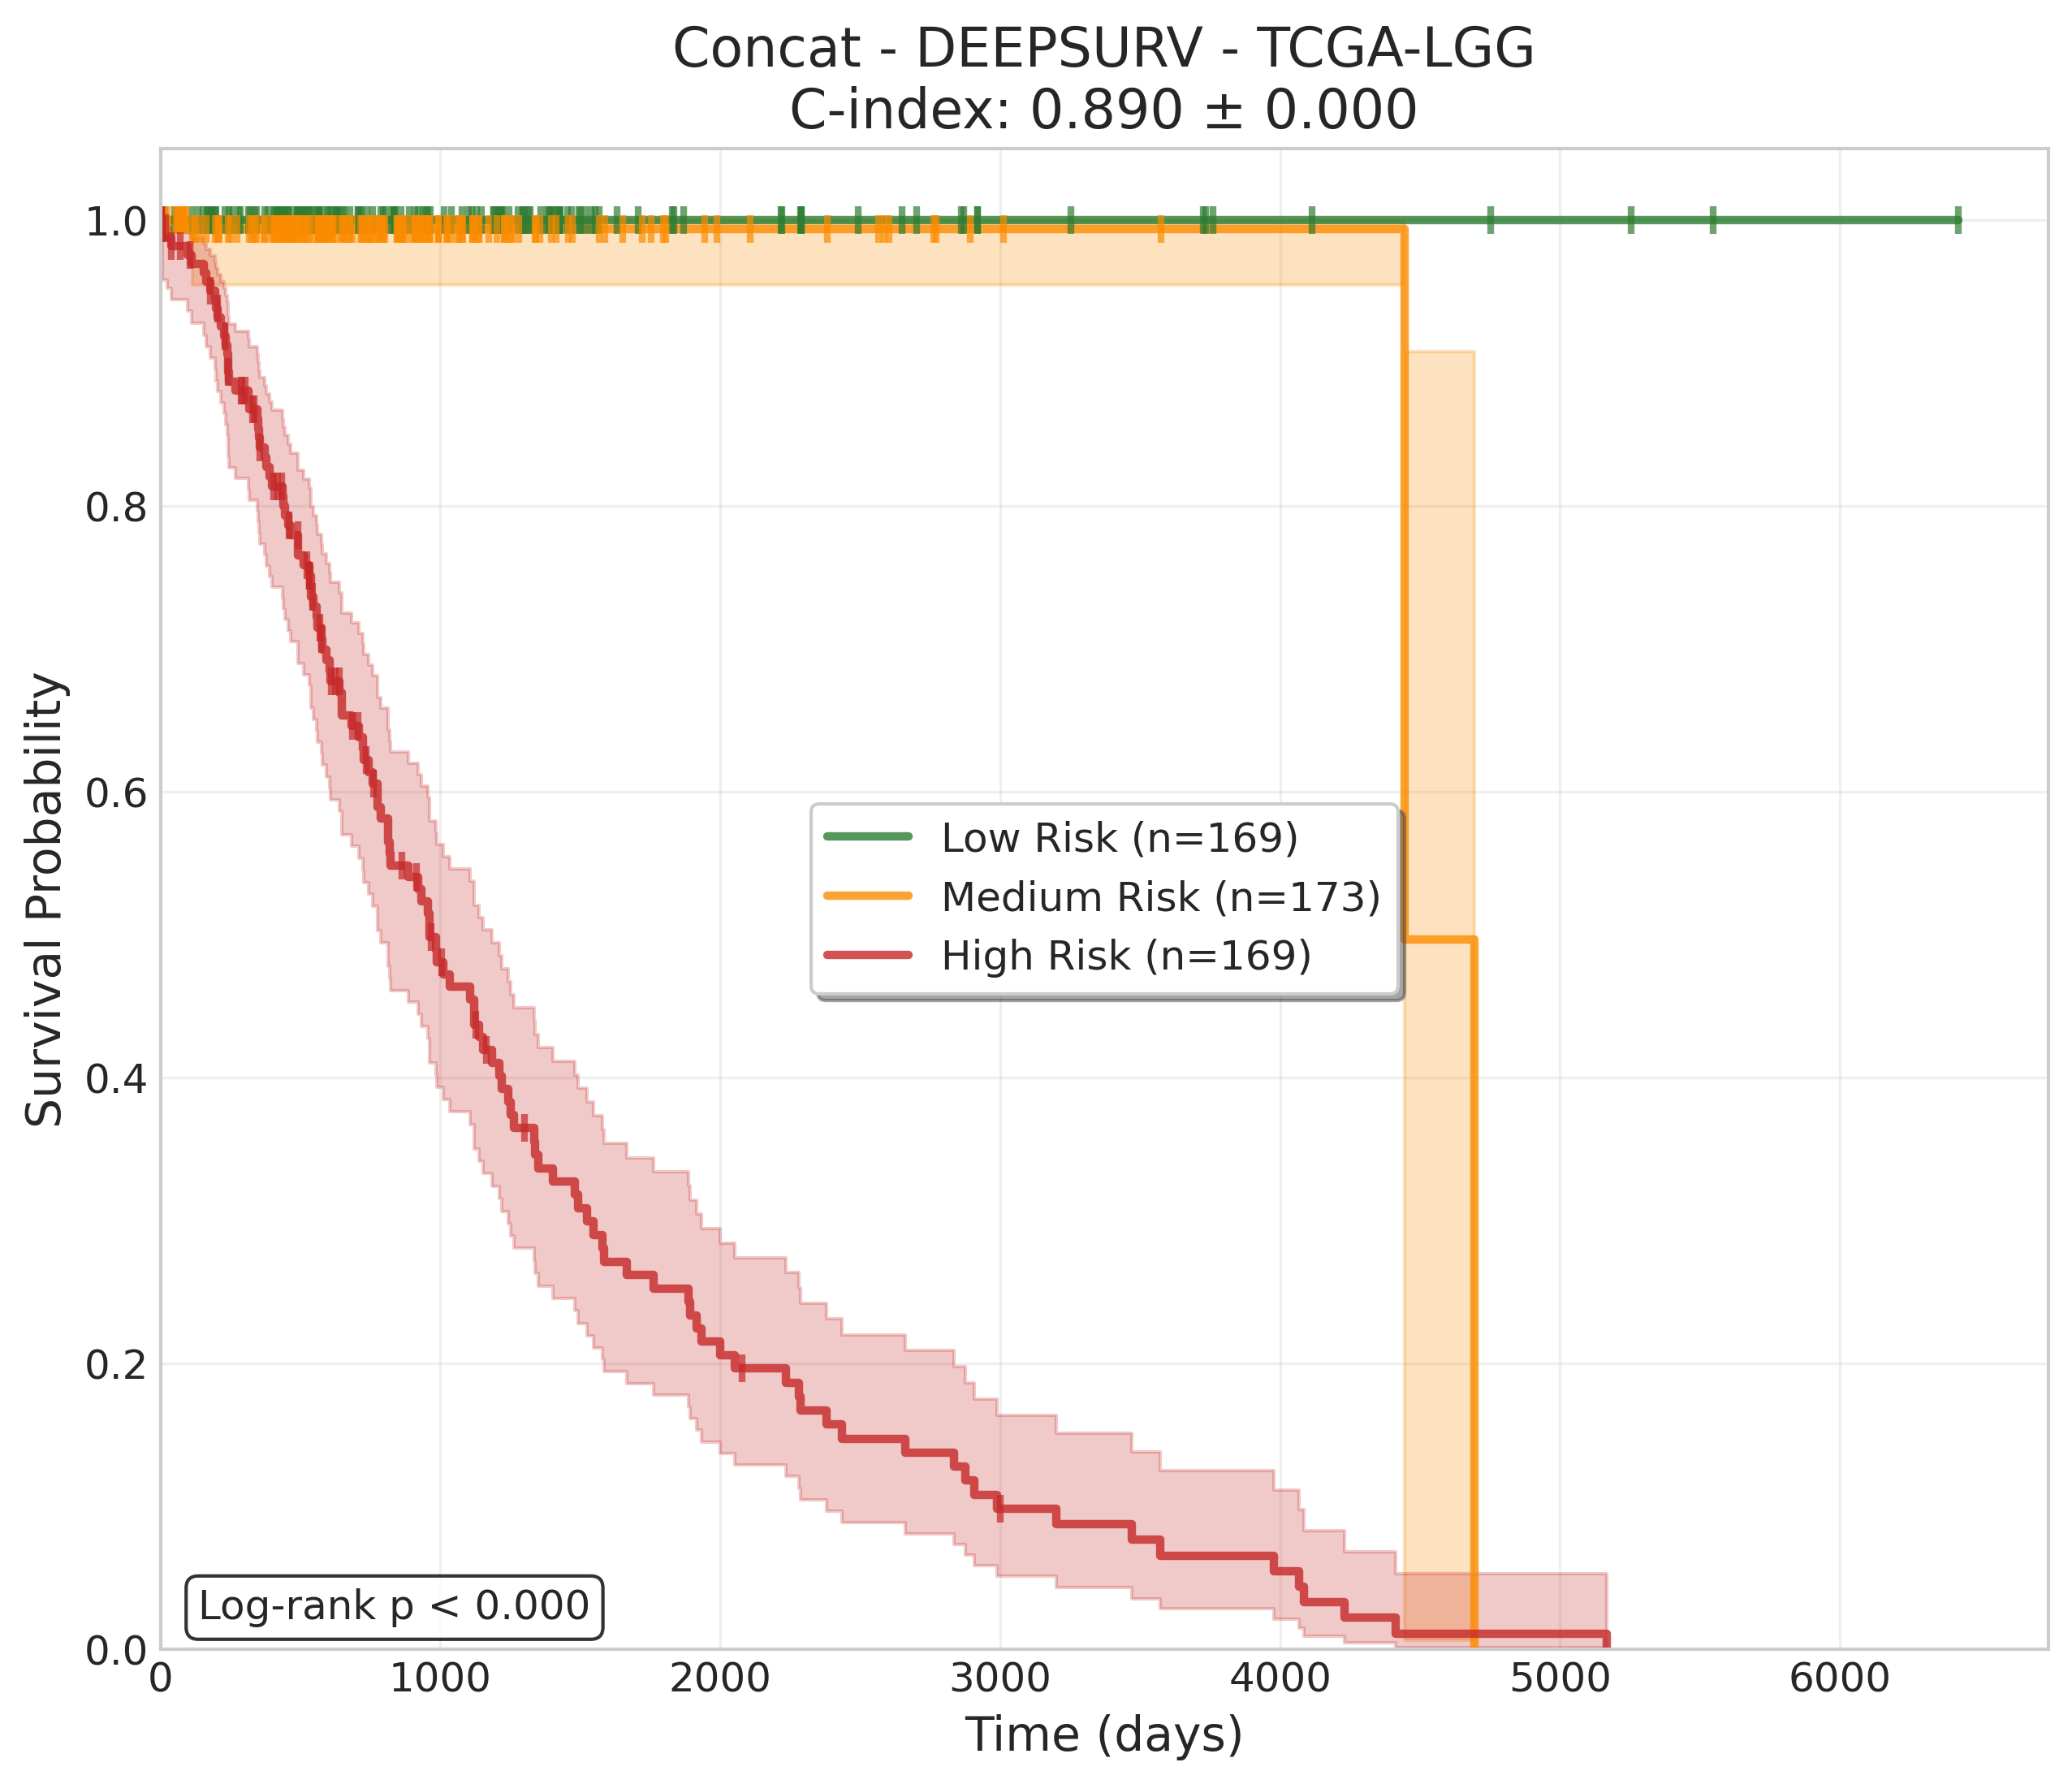 Concat - DEEPSURV - TCGA-LGG
C-index: 0.890 ± 0.000
Survival Probability
1.0
0.8
0.6
0.4
0.2
0.0
Low Risk (n=169)
Medium Risk (n=173)
High Risk (n=169)
Log-rank p < 0.000
0 1000 2000 3000 4000 5000 6000
Time (days)